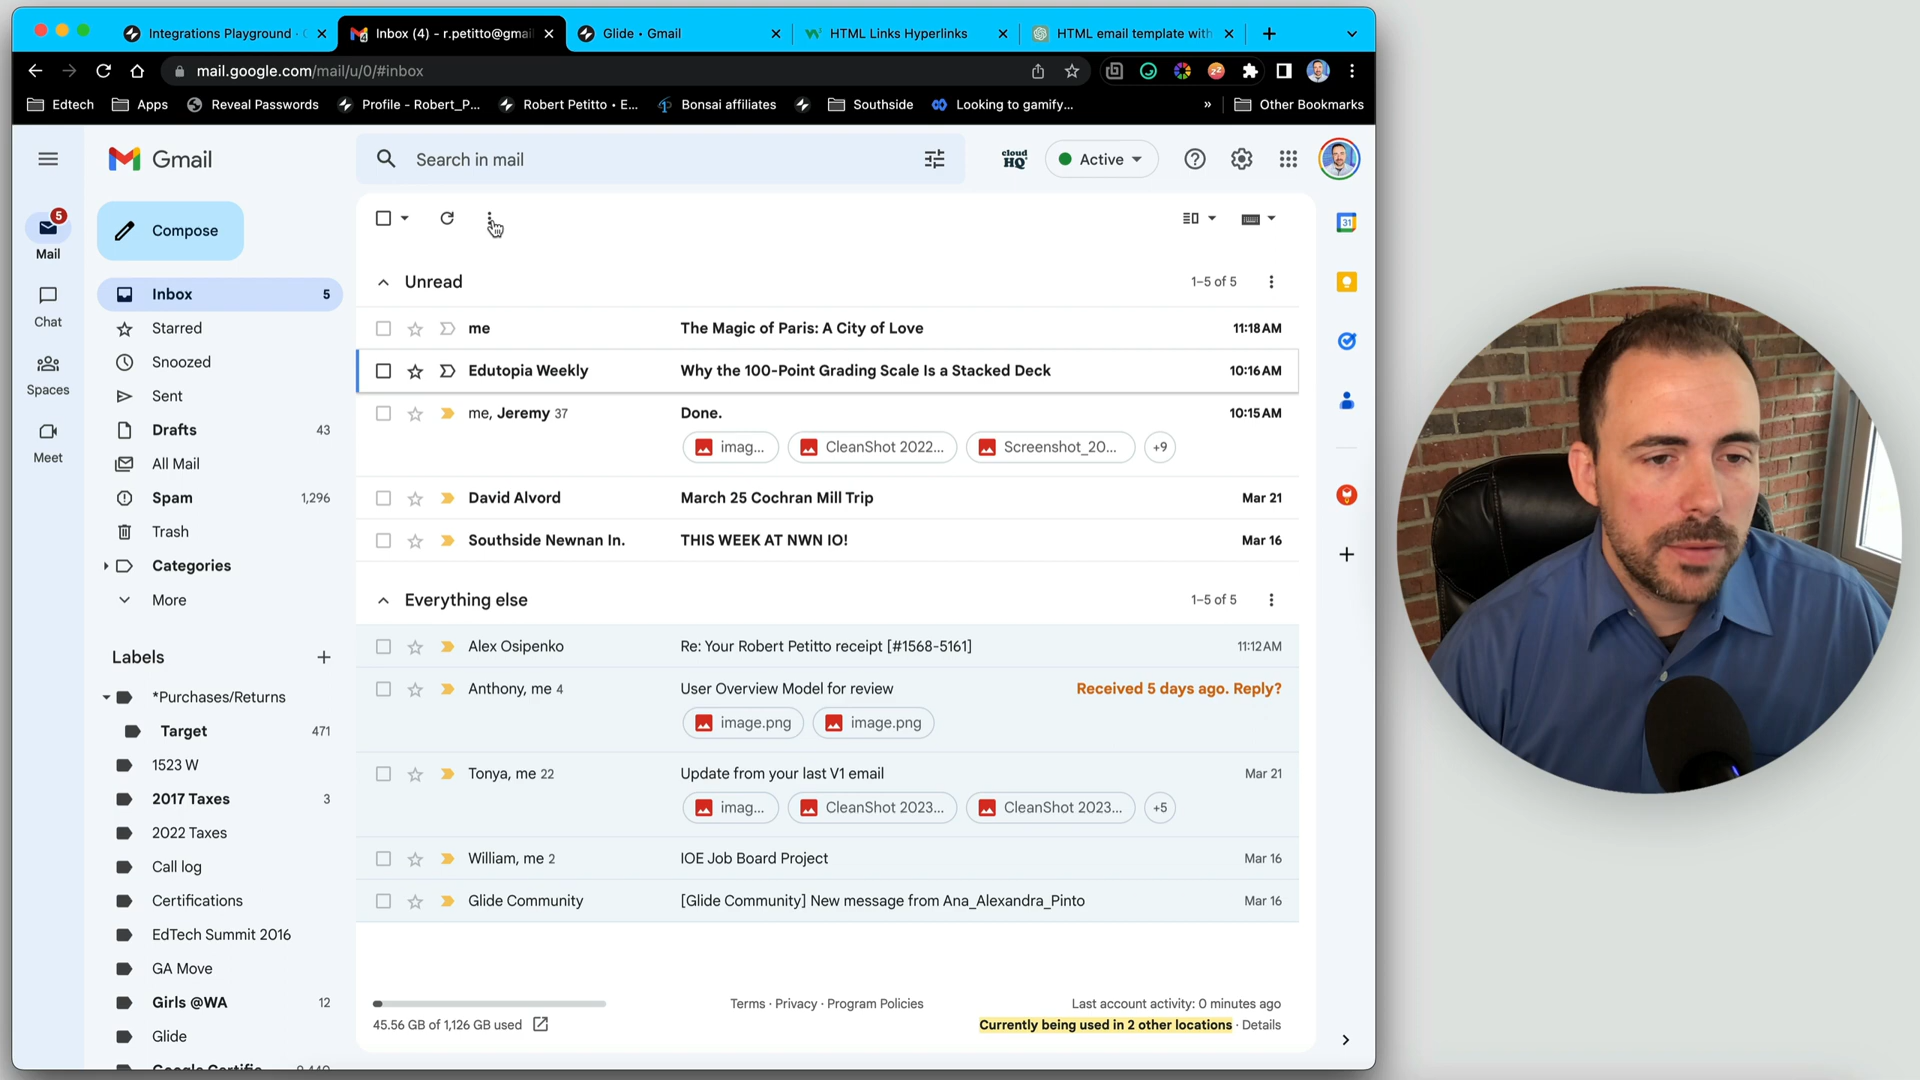 Integrations Playground · 
Inbox (4) - r.petitto@gmai
Glide • Gmail
HTML Links Hyperlinks
HTML email template with
mail.google.com/mail/u/0/#inbox
Edtech
Apps
Reveal Passwords
Profile - Robert_P...
Robert Petitto • E...
Bonsai affiliates
Southside
Looking to gamify...
»
Other Bookmarks
Gmail
Search in mail
cloud
HQ
Active
5
Mail
Chat
Spaces
Meet
Compose
Inbox 5
Starred
Snoozed
Sent
Drafts 43
All Mail
Spam 1,296
Trash
Categories
More
Labels
*Purchases/Returns
Target 471
1523 W
2017 Taxes 3
2022 Taxes
Call log
Certifications
EdTech Summit 2016
GA Move
Girls @WA 12
Glide
Unread 1–5 of 5
me The Magic of Paris: A City of Love 11:18 AM
Edutopia Weekly Why the 100-Point Grading Scale Is a Stacked Deck 10:16 AM
me, Jeremy 37 Done. 10:15 AM
imag... CleanShot 2022... Screenshot_20... +9
David Alvord March 25 Cochran Mill Trip Mar 21
Southside Newnan In. THIS WEEK AT NWN IO! Mar 16
Everything else 1–5 of 5
Alex Osipenko Re: Your Robert Petitto receipt [#1568-5161] 11:12 AM
Anthony, me 4 User Overview Model for review Received 5 days ago. Reply?
image.png image.png
Tonya, me 22 Update from your last V1 email Mar 21
imag... CleanShot 2023... CleanShot 2023... +5
William, me 2 IOE Job Board Project Mar 16
Glide Community [Glide Community] New message from Ana_Alexandra_Pinto Mar 16
45.56 GB of 1,126 GB used
Terms · Privacy · Program Policies
Last account activity: 0 minutes ago
Currently being used in 2 other locations · Details
31